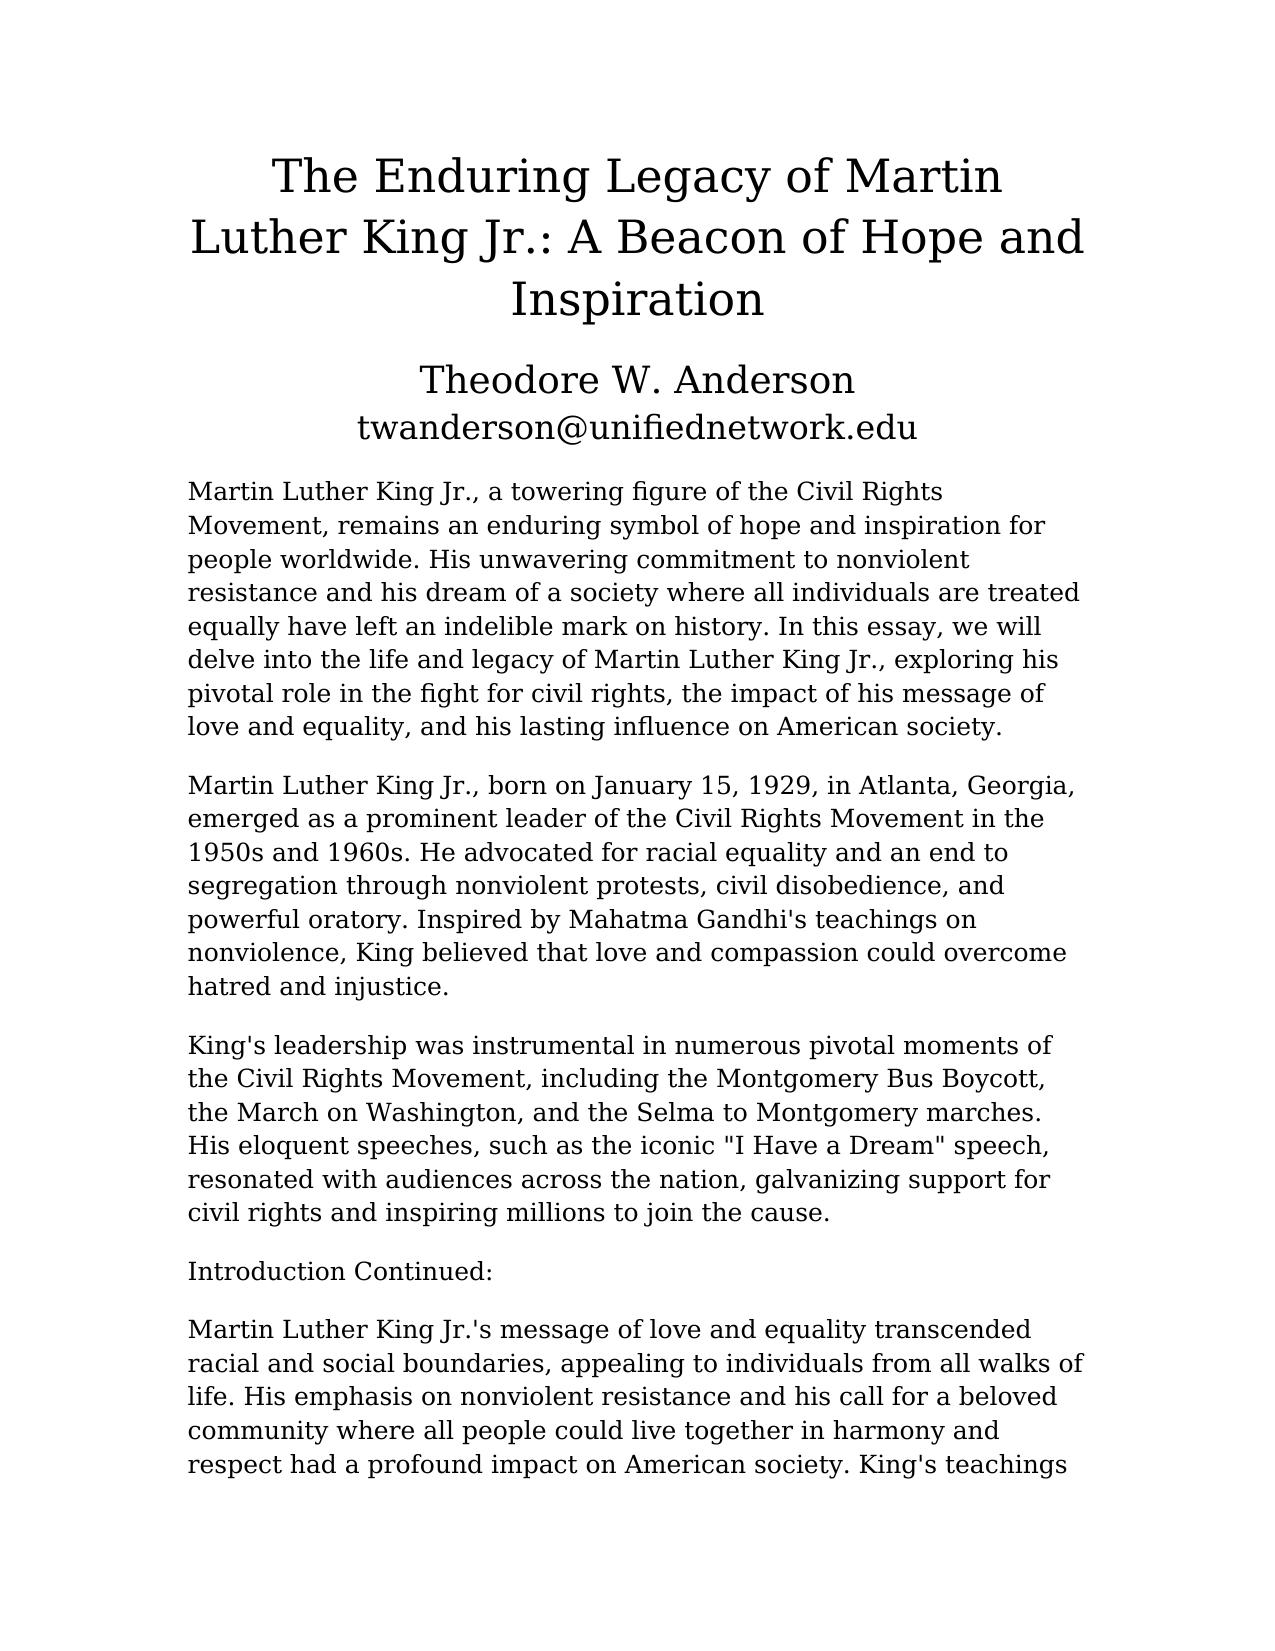 The Enduring Legacy of Martin
Luther King Jr.: A Beacon of Hope and
Inspiration
Theodore W. Anderson
twanderson@unifiednetwork.edu
Martin Luther King Jr., a towering figure of the Civil Rights
Movement, remains an enduring symbol of hope and inspiration for
people worldwide. His unwavering commitment to nonviolent
resistance and his dream of a society where all individuals are treated
equally have left an indelible mark on history. In this essay, we will
delve into the life and legacy of Martin Luther King Jr., exploring his
pivotal role in the fight for civil rights, the impact of his message of
love and equality, and his lasting influence on American society.
Martin Luther King Jr., born on January 15, 1929, in Atlanta, Georgia,
emerged as a prominent leader of the Civil Rights Movement in the
1950s and 1960s. He advocated for racial equality and an end to
segregation through nonviolent protests, civil disobedience, and
powerful oratory. Inspired by Mahatma Gandhi's teachings on
nonviolence, King believed that love and compassion could overcome
hatred and injustice.
King's leadership was instrumental in numerous pivotal moments of
the Civil Rights Movement, including the Montgomery Bus Boycott,
the March on Washington, and the Selma to Montgomery marches.
His eloquent speeches, such as the iconic "I Have a Dream" speech,
resonated with audiences across the nation, galvanizing support for
civil rights and inspiring millions to join the cause.
Introduction Continued:
Martin Luther King Jr.'s message of love and equality transcended
racial and social boundaries, appealing to individuals from all walks of
life. His emphasis on nonviolent resistance and his call for a beloved
community where all people could live together in harmony and
respect had a profound impact on American society. King's teachings